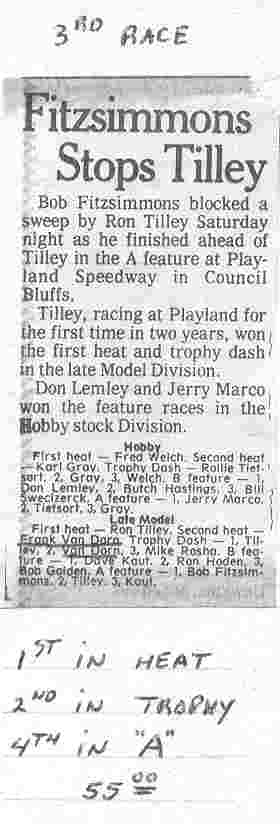 3RD RACE
Fitzsimmons
Stops Tilley
Bob Fitzsimmons blocked a
sweep by Ron Tilley Saturday
night as he finished ahead of
Tilley in the A feature at Play-
land Speedway in Council
Bluffs.
Tilley, racing at Playland for
the first time in two years, won
the first heat and trophy dash
in the late Model Division.
Don Lemley and Jerry Marco
won the feature races in the
Hobby stock Division.
Hobby
First heat — Fred Welch. Second heat
— Karl Gray. Trophy Dash — Rollie Tiet-
sort, 2, Gray, 3, Welch. B feature — 1,
Don Lemley, 2, Butch Hastings, 3, Bill
Swecizerck. A feature — 1, Jerry Marco,
2, Tietsort, 3, Gray.
Late Model
First heat — Ron Tilley. Second heat —
Frank Van Dorn. Trophy Dash — 1, Til-
ley, 2, Van Dorn, 3, Mike Rosha. B fea-
ture — 1, Dave Kaut, 2, Ron Hoden, 3,
Bob Golden. A feature — 1, Bob Fitzsim-
mons, 2, Tilley, 3, Kaut.
1ST IN HEAT
2ND IN TROPHY
4TH IN "A"
55 00